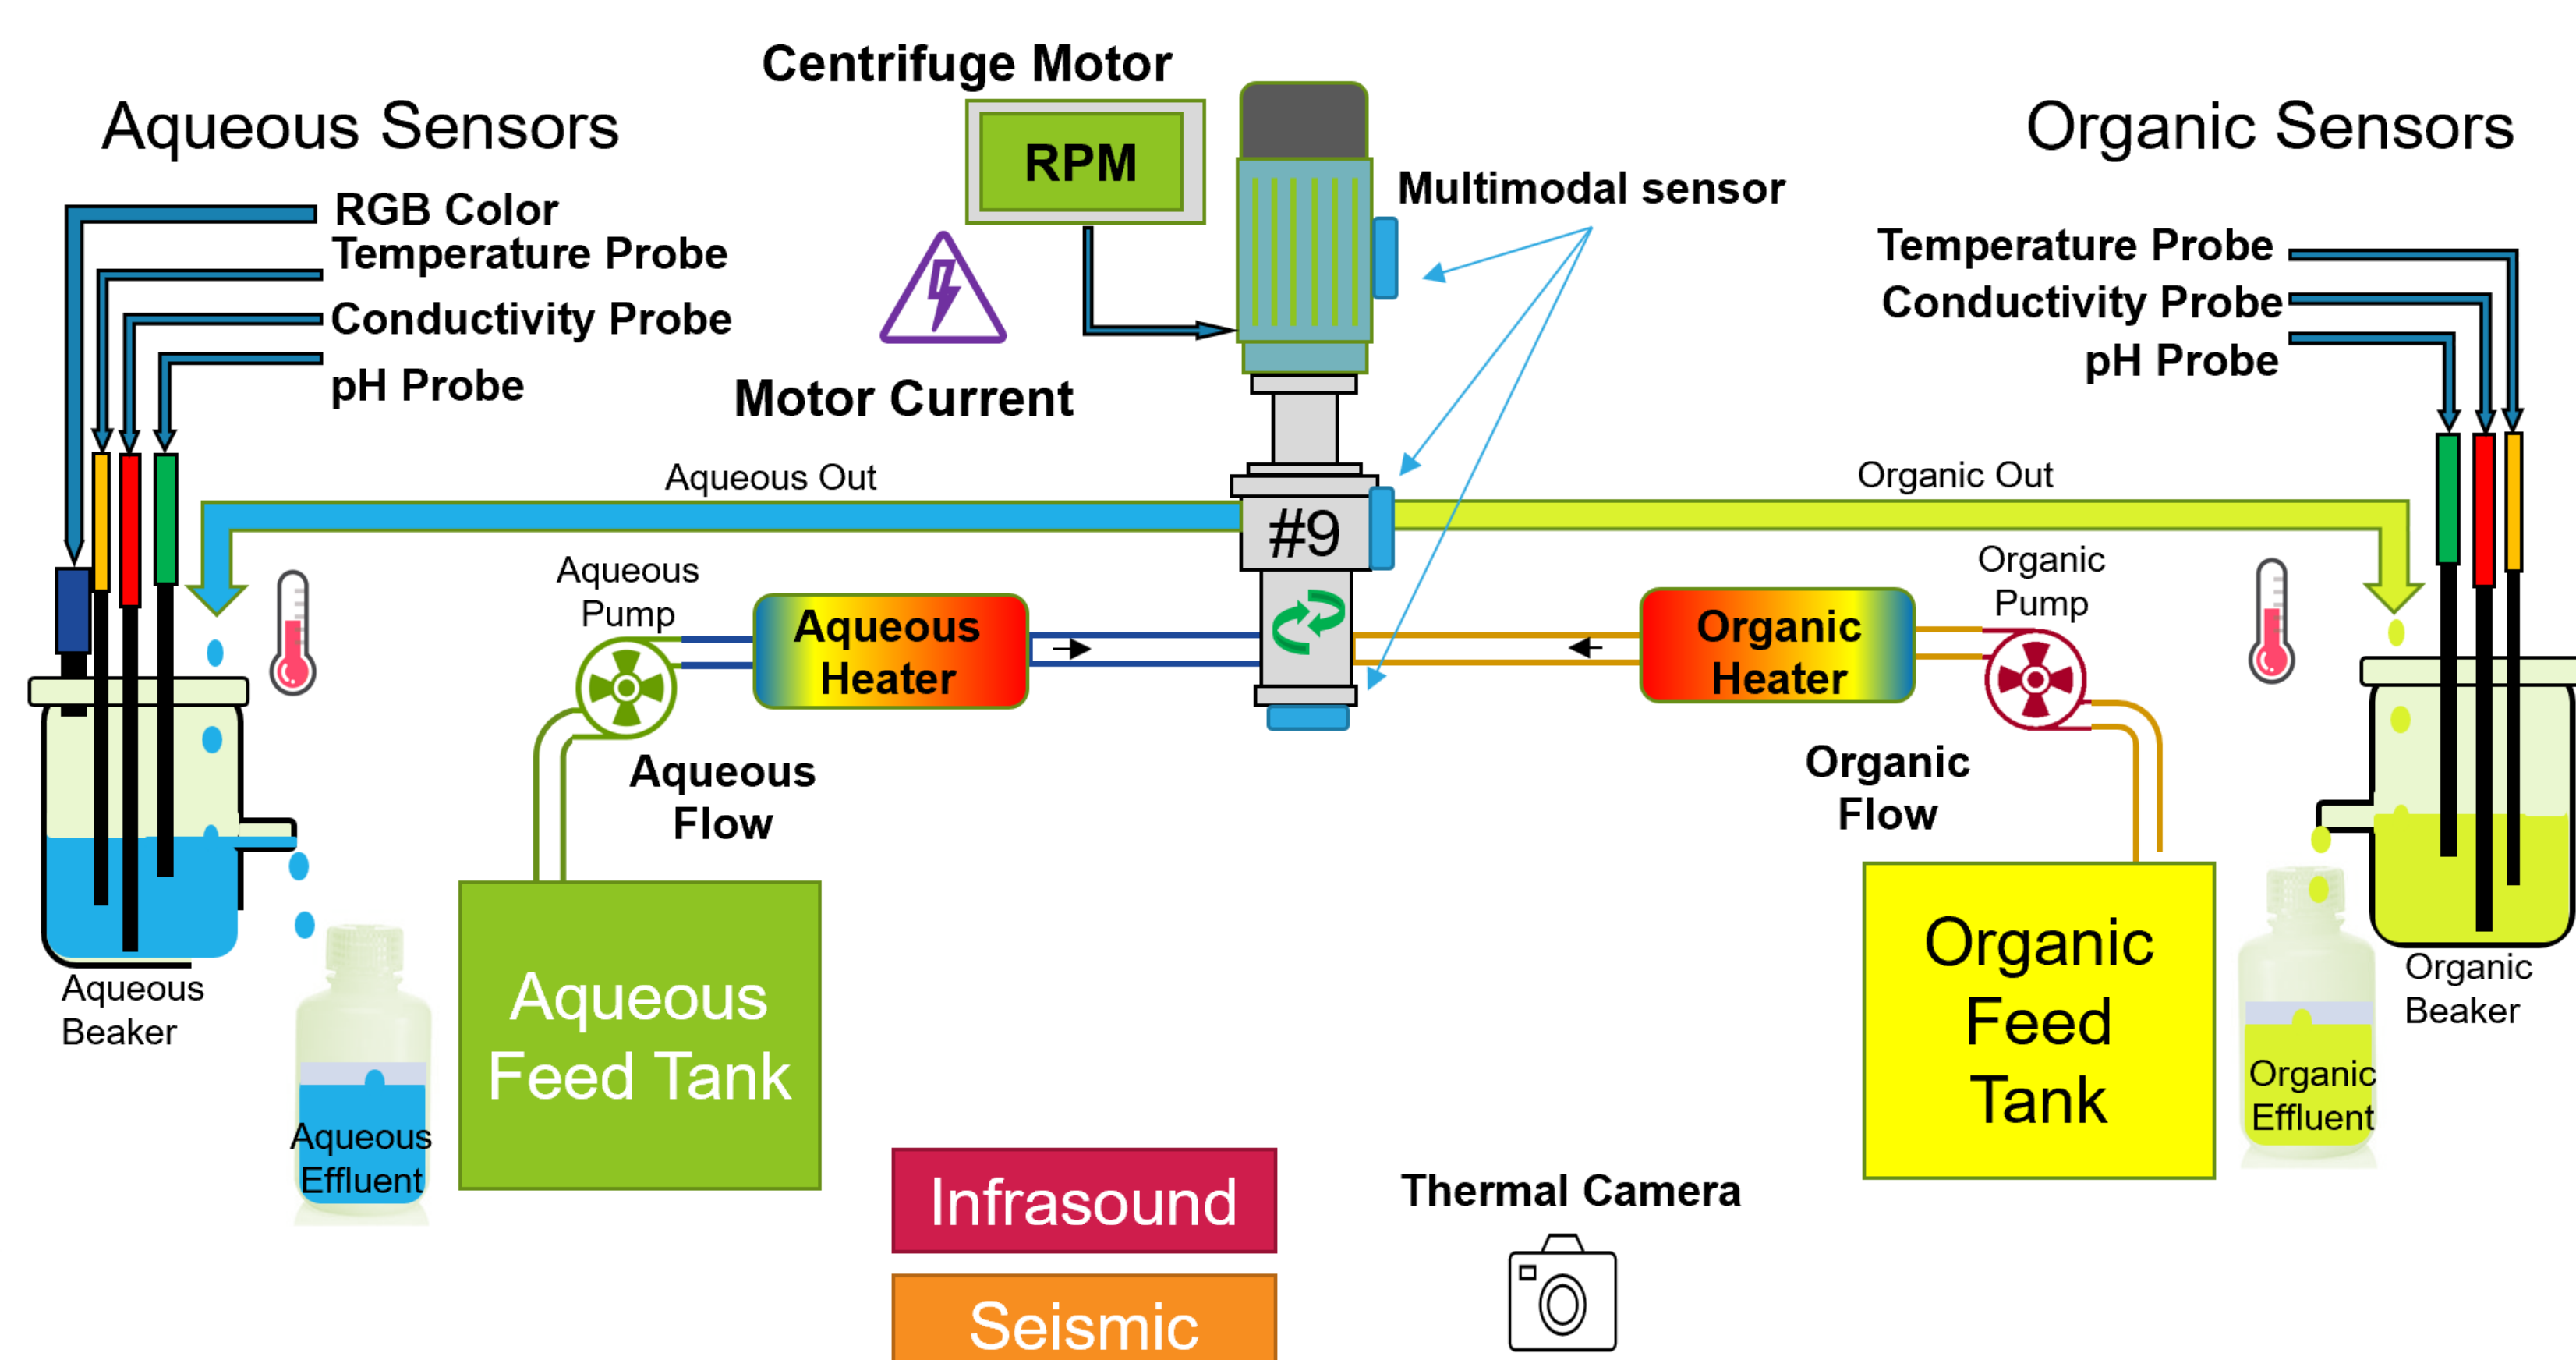 Centrifuge Motor
Aqueous Sensors
Organic Sensors
RPM
Multimodal sensor
RGB Color
Temperature Probe
Conductivity Probe
pH Probe
Temperature Probe
Conductivity Probe
pH Probe
Motor Current
Aqueous Out
Organic Out
#9
Aqueous
Pump
Organic
Pump
Aqueous
Heater
Organic
Heater
Aqueous
Flow
Organic
Flow
Aqueous
Beaker
Organic
Beaker
Aqueous
Feed Tank
Organic
Feed
Tank
Aqueous
Effluent
Organic
Effluent
Infrasound
Thermal Camera
Seismic